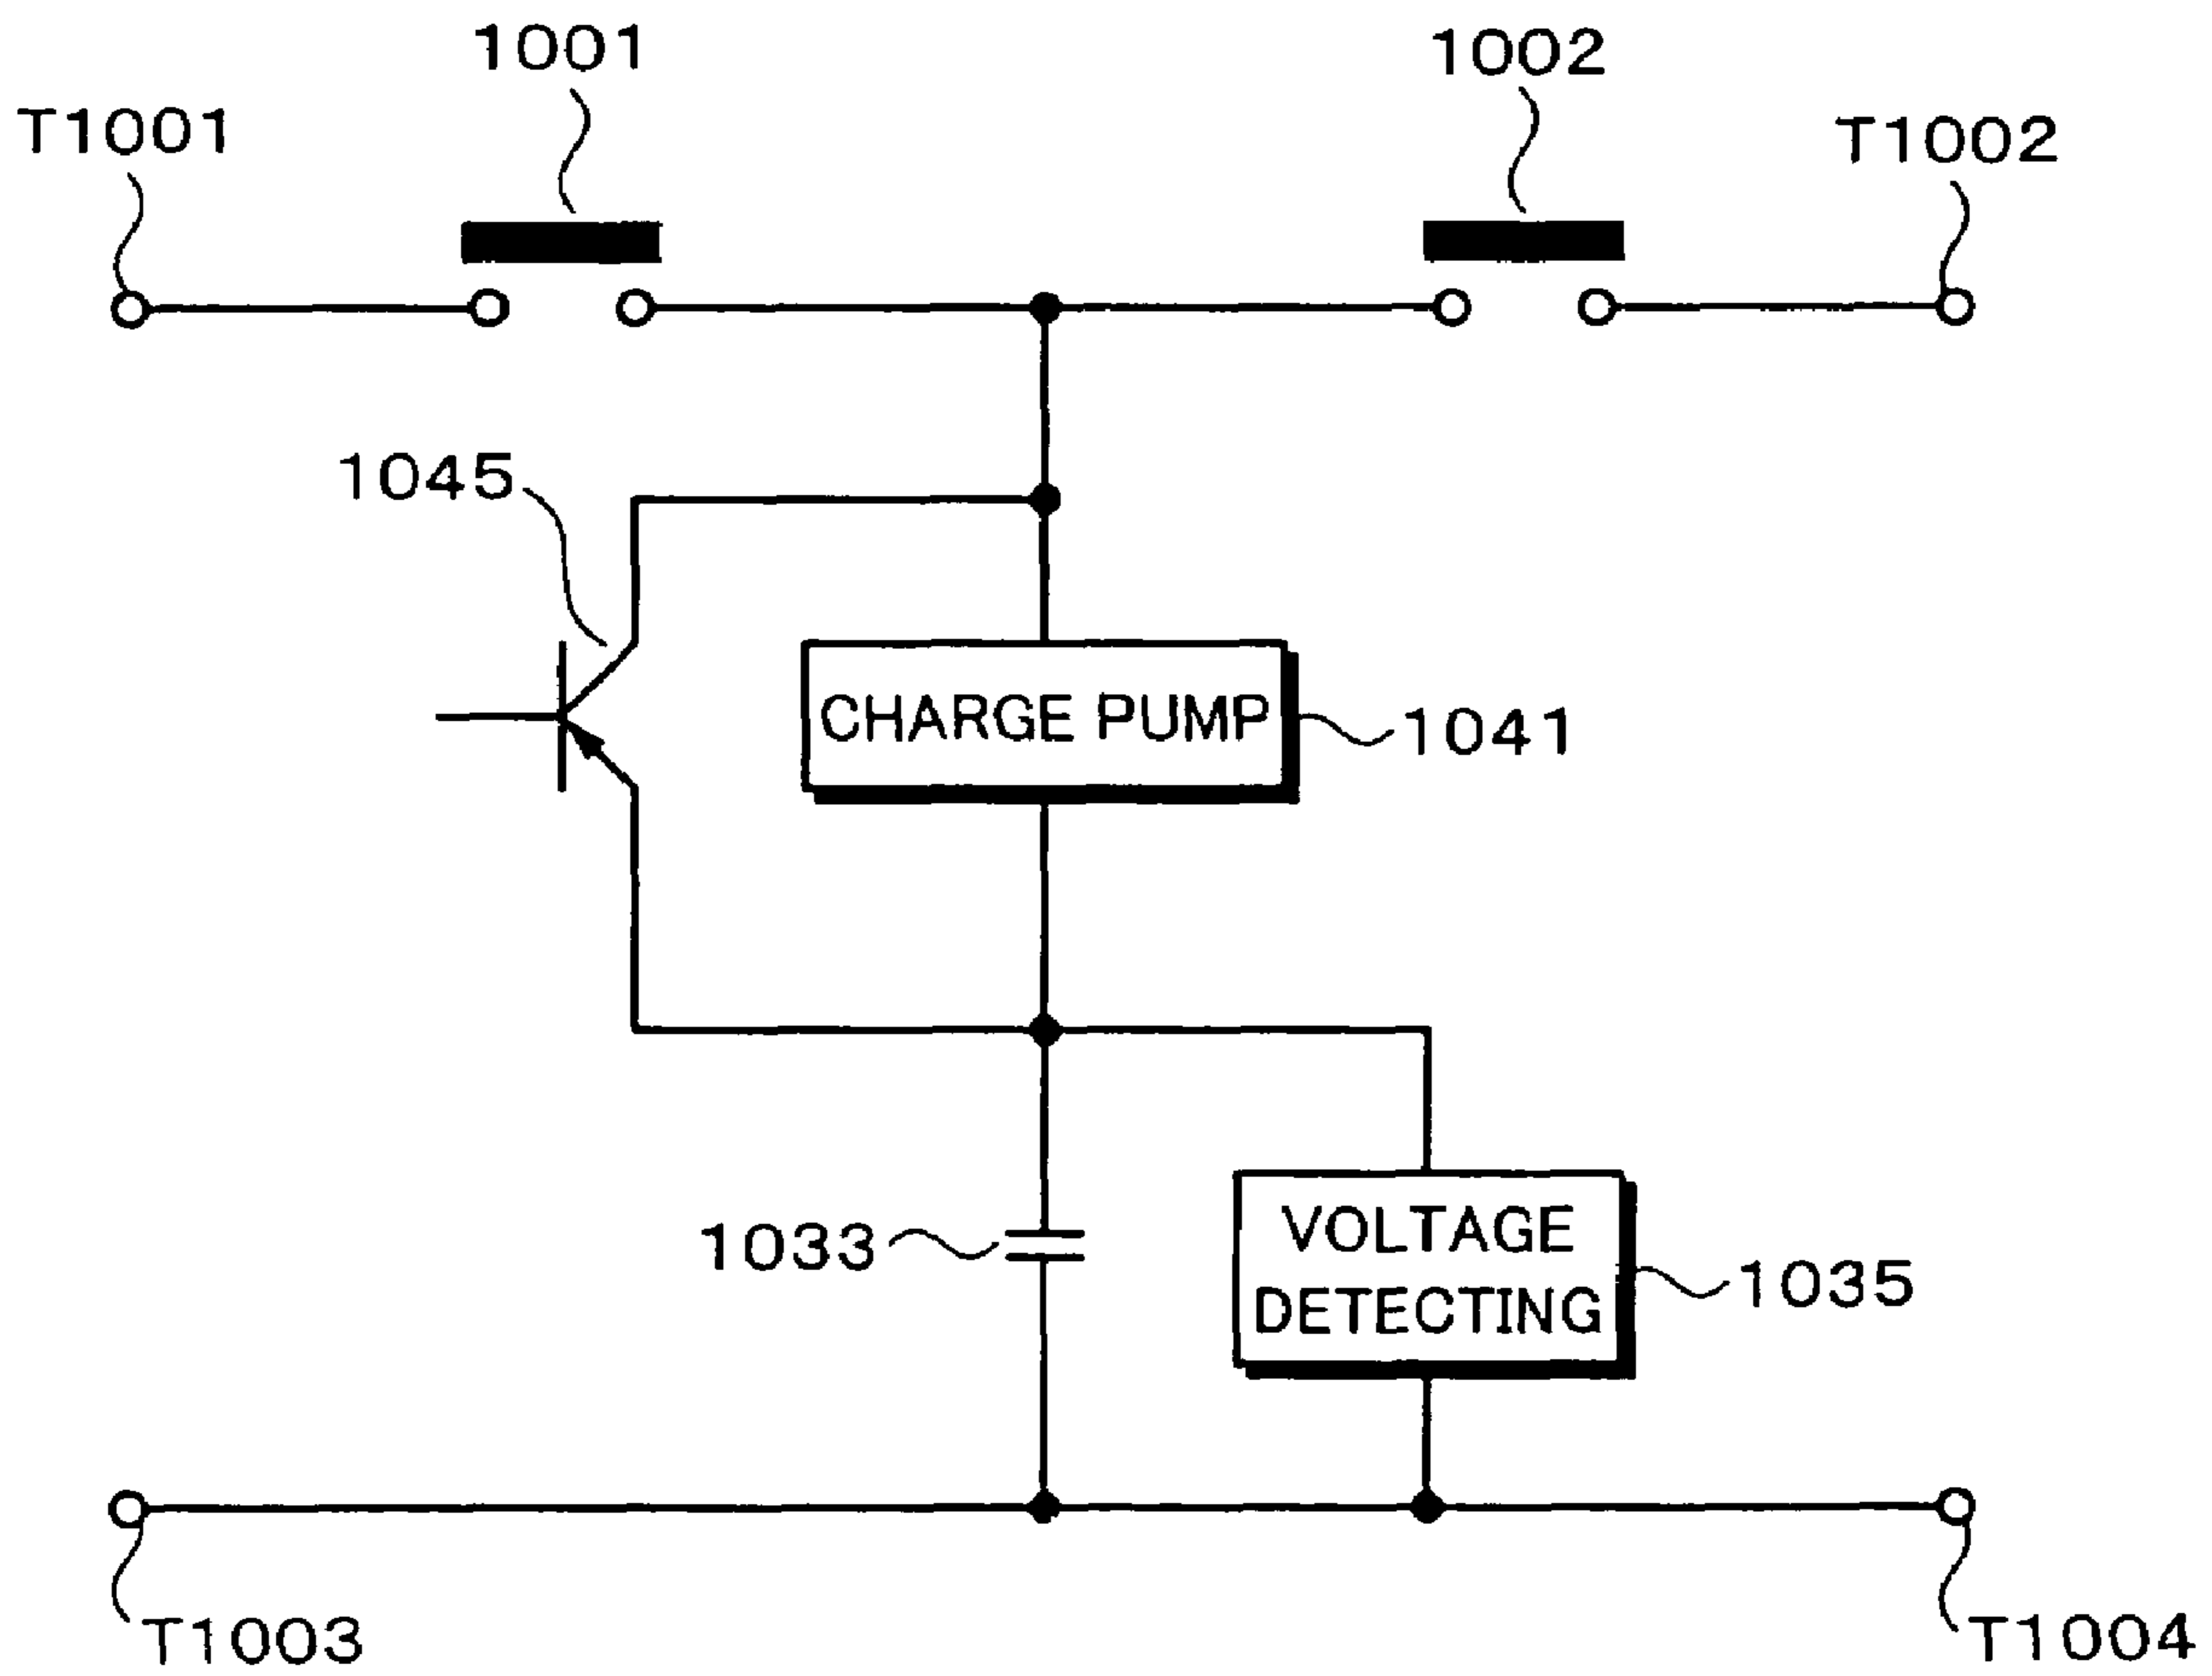 1001
1002
T1001
T1002
1045
CHARGE PUMP
1041
1033
VOLTAGE
DETECTING
1035
T1003
T1004